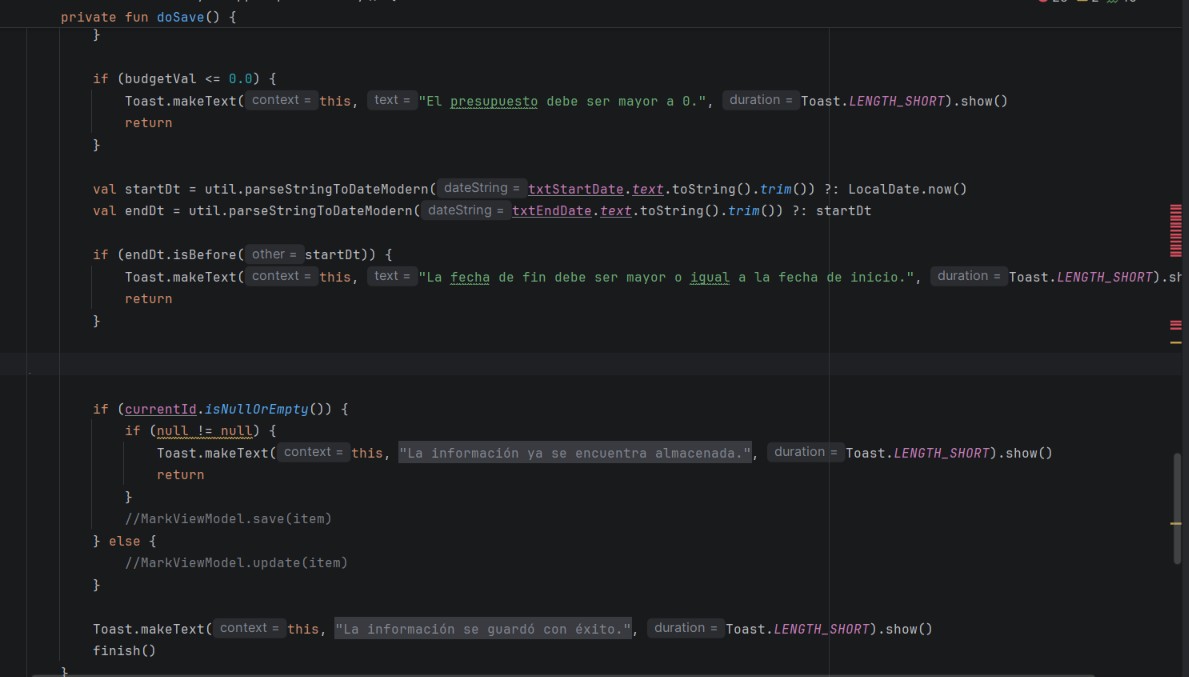 private fun doSave() {
}
if (budgetVal <= 0.0) {
Toast.makeText( context = this, text = "El presupuesto debe ser mayor a 0.", duration = Toast.LENGTH_SHORT).show()
return
}
val startDt = util.parseStringToDateModern( dateString = txtStartDate.text.toString().trim()) ?: LocalDate.now()
val endDt = util.parseStringToDateModern( dateString = txtEndDate.text.toString().trim()) ?: startDt
if (endDt.isBefore( other = startDt)) {
Toast.makeText( context = this, text = "La fecha de fin debe ser mayor o igual a la fecha de inicio.", duration = Toast.LENGTH_SHORT).sh
return
}
if (currentId.isNullOrEmpty()) {
if (null != null) {
Toast.makeText( context = this, "La información ya se encuentra almacenada.", duration = Toast.LENGTH_SHORT).show()
return
}
//MarkViewModel.save(item)
} else {
//MarkViewModel.update(item)
}
Toast.makeText( context = this, "La información se guardó con éxito.", duration = Toast.LENGTH_SHORT).show()
finish()
}